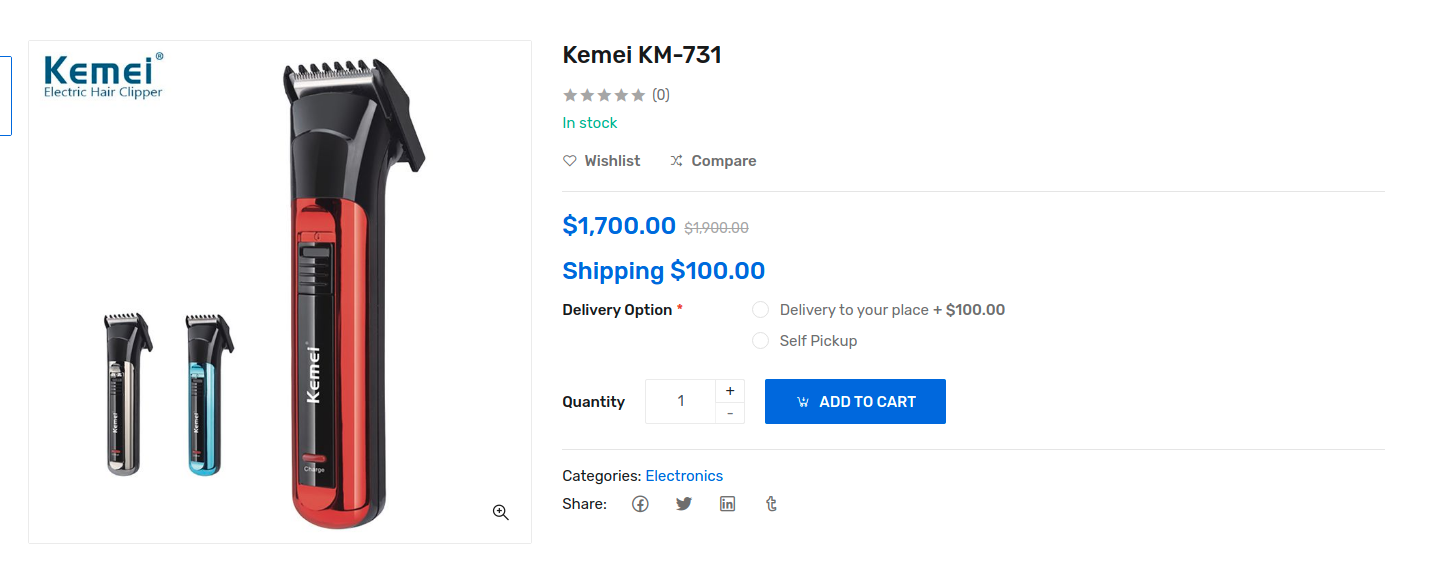 Kemei®
Electric Hair Clipper
Kemei
Charge
Kemei KM-731
(0)
In stock
Wishlist Compare
$1,700.00 $1,900.00
Shipping $100.00
Delivery Option * Delivery to your place + $100.00
Self Pickup
Quantity 1 + - ADD TO CART
Categories: Electronics
Share: